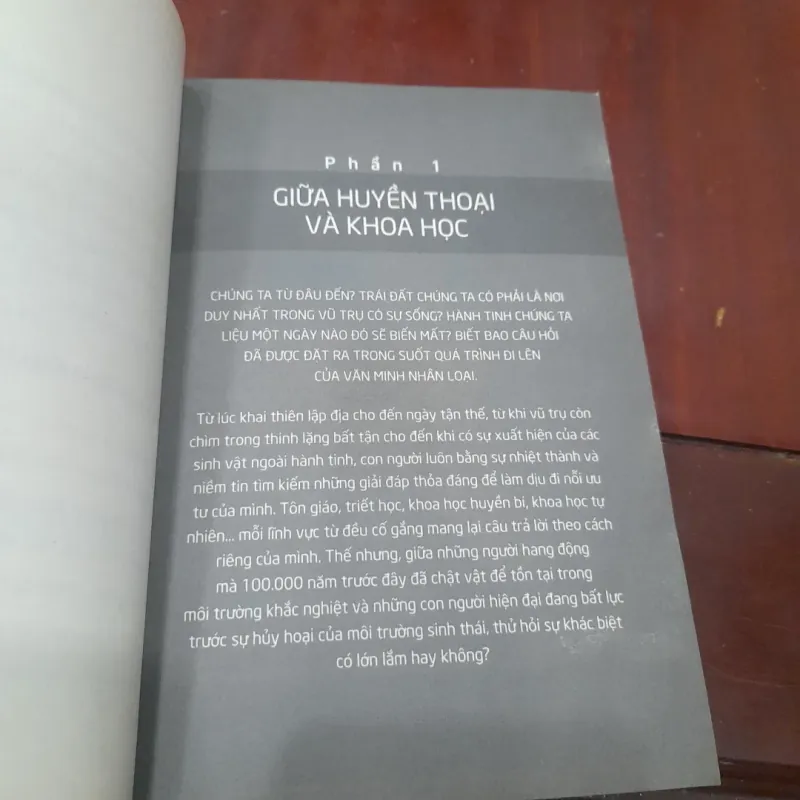 Phần 1
GIỮA HUYỀN THOẠI
VÀ KHOA HỌC
CHÚNG TA TỪ ĐÂU ĐẾN? TRÁI ĐẤT CHÚNG TA CÓ PHẢI LÀ NƠI
DUY NHẤT TRONG VŨ TRỤ CÓ SỰ SỐNG? HÀNH TINH CHÚNG TA
LIỆU MỘT NGÀY NÀO ĐÓ SẼ BIẾN MẤT? BIẾT BAO CÂU HỎI
ĐÃ ĐƯỢC ĐẶT RA TRONG SUỐT QUÁ TRÌNH ĐI LÊN
CỦA VĂN MINH NHÂN LOẠI.
Từ lúc khai thiên lập địa cho đến ngày tận thế, từ khi vũ trụ còn
chìm trong thinh lặng bất tận cho đến khi có sự xuất hiện của các
sinh vật ngoài hành tinh, con người luôn bằng sự nhiệt thành và
niềm tin tìm kiếm những giải đáp thỏa đáng để làm dịu đi nỗi ưu
tư của mình. Tôn giáo, triết học, khoa học huyền bí, khoa học tự
nhiên... mỗi lĩnh vực từ đều cố gắng mang lại câu trả lời theo cách
riêng của mình. Thế nhưng, giữa những người hang động
mà 100.000 năm trước đây đã chật vật để tồn tại trong
môi trường khắc nghiệt và những con người hiện đại đang bất lực
trước sự hủy hoại của môi trường sinh thái, thử hỏi sự khác biệt
có lớn lắm hay không?